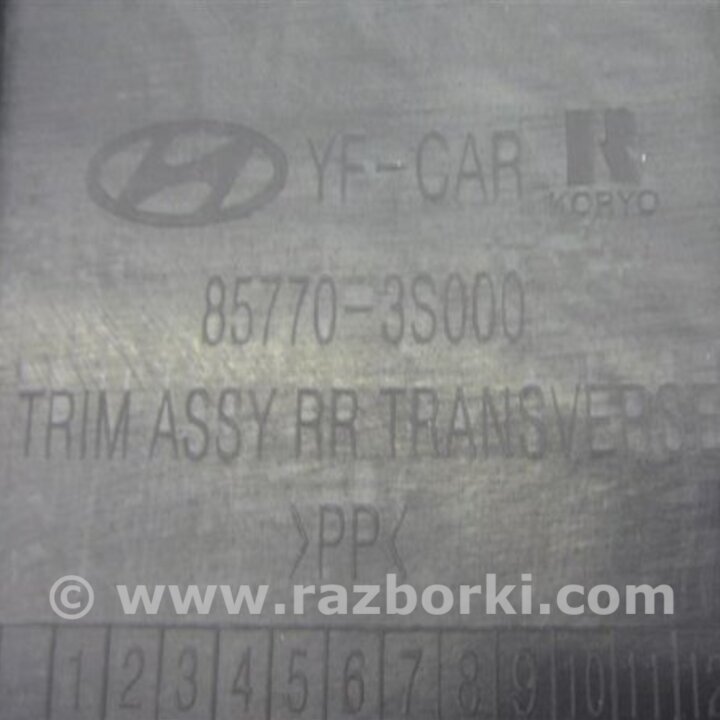 YF-CAR KORYO
85770-3S000
TRIM ASSY RR TRANSVERSE
>PP<
© www.razborki.com
1 2 3 4 5 6 7 8 9 10 11 12